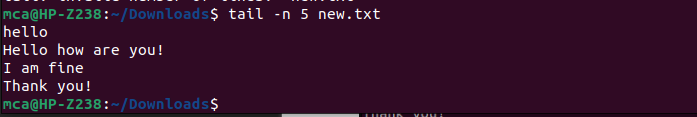 mca@HP-Z238:~/Downloads$ tail -n 5 new.txt
hello
Hello how are you!
I am fine
Thank you!
mca@HP-Z238:~/Downloads$